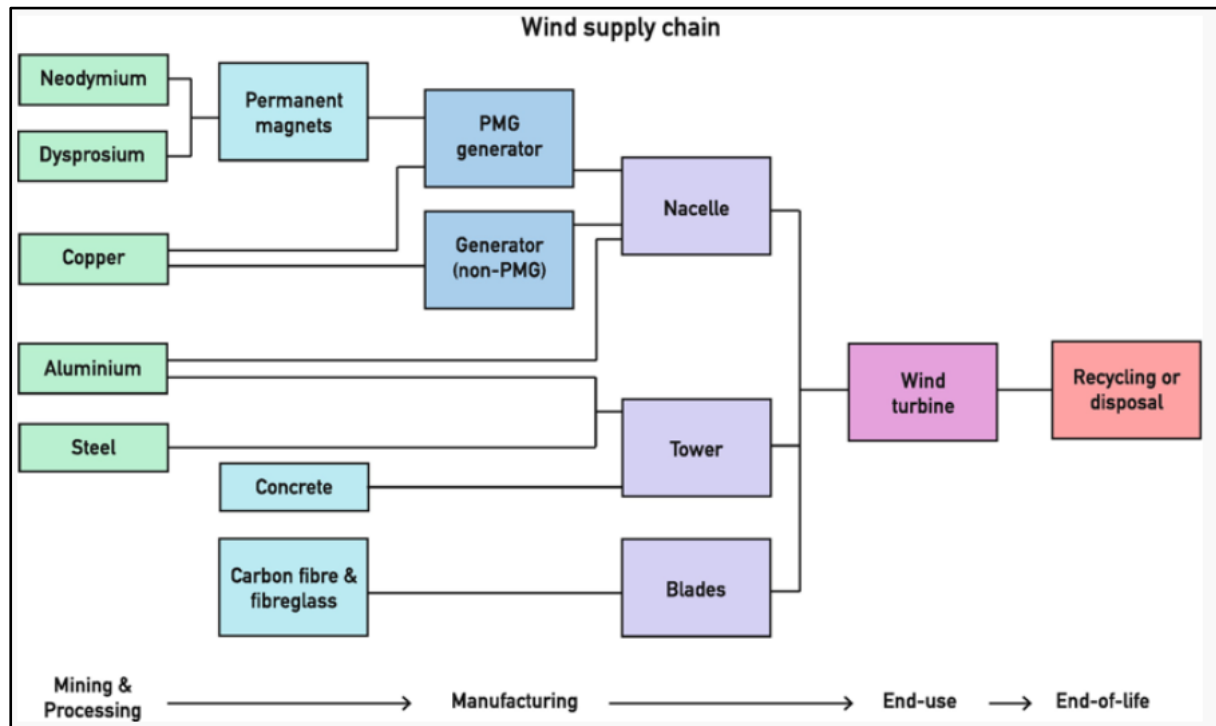 Wind supply chain
Neodymium
Dysprosium
Copper
Aluminium
Steel
Permanent
magnets
Concrete
Carbon fibre &
fibreglass
PMG
generator
Generator
(non-PMG)
Nacelle
Tower
Blades
Wind
turbine
Recycling or
disposal
Mining &
Processing
Manufacturing
End-use
End-of-life